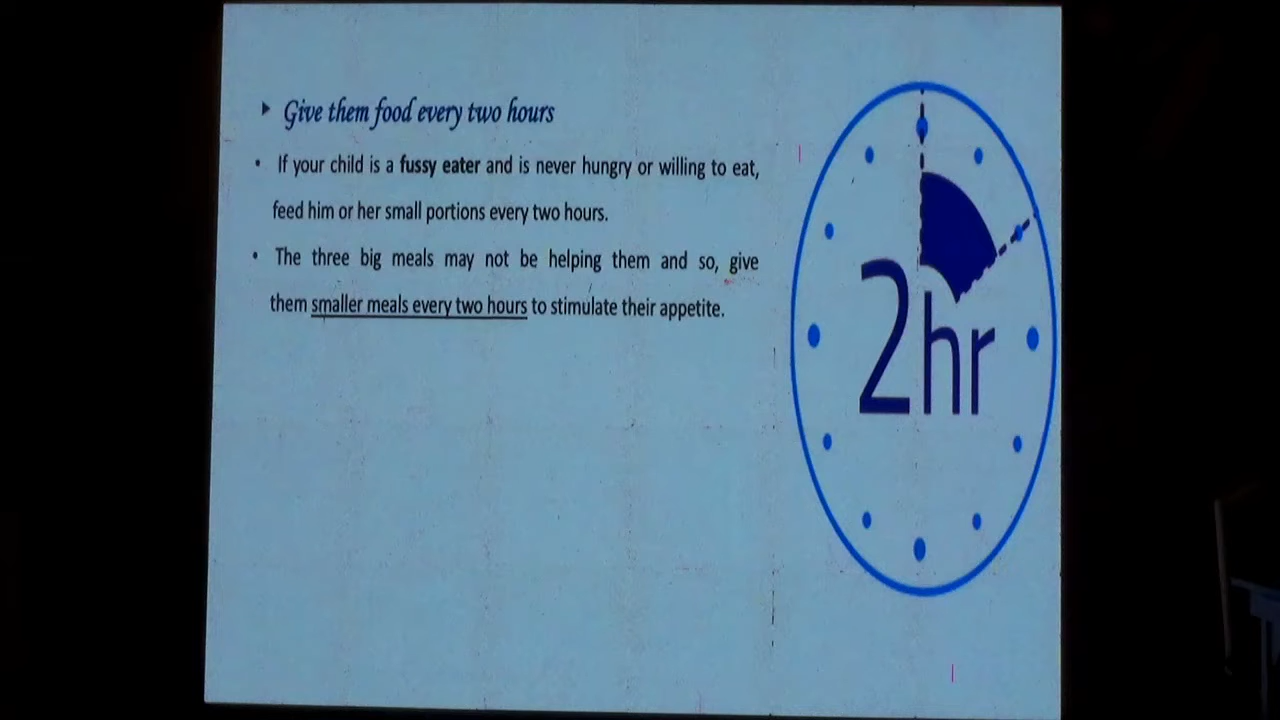 Give them food every two hours
• If your child is a fussy eater and is never hungry or willing to eat,
feed him or her small portions every two hours.
• The three big meals may not be helping them and so, give
them smaller meals every two hours to stimulate their appetite.
2hr